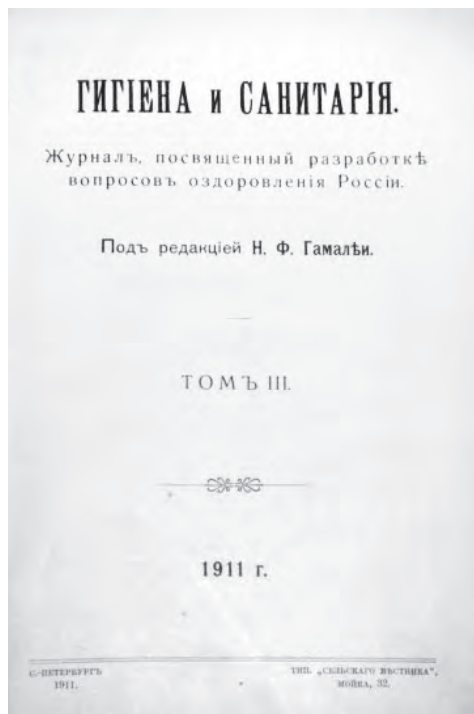 ГИГІЕНА и САНИТАРІЯ.
Журналъ, посвященный разработкѣ
вопросовъ оздоровленія Россіи.
Подъ редакціей Н. Ф. Гамалѣи.
ТОМЪ III.
1911 г.
С.-ПЕТЕРБУРГЪ
1911.
ТИП. „СЕЛЬСКАГО ВѢСТНИКА",
МОЙКА, 32.